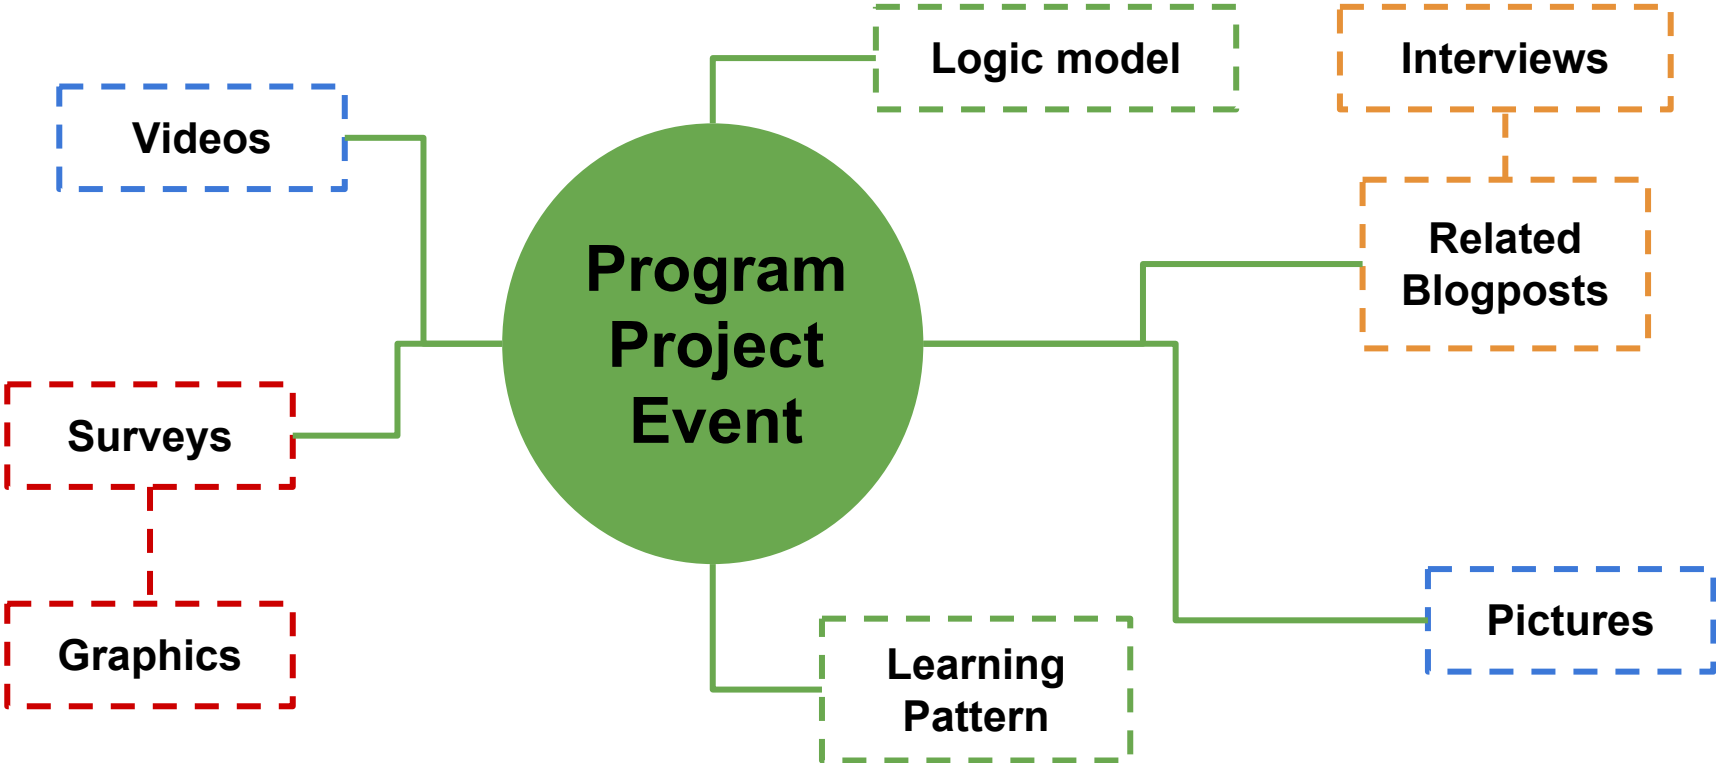 Logic model
Interviews
Videos
Related
Blogposts
Program
Project
Event
Surveys
Graphics
Pictures
Learning
Pattern